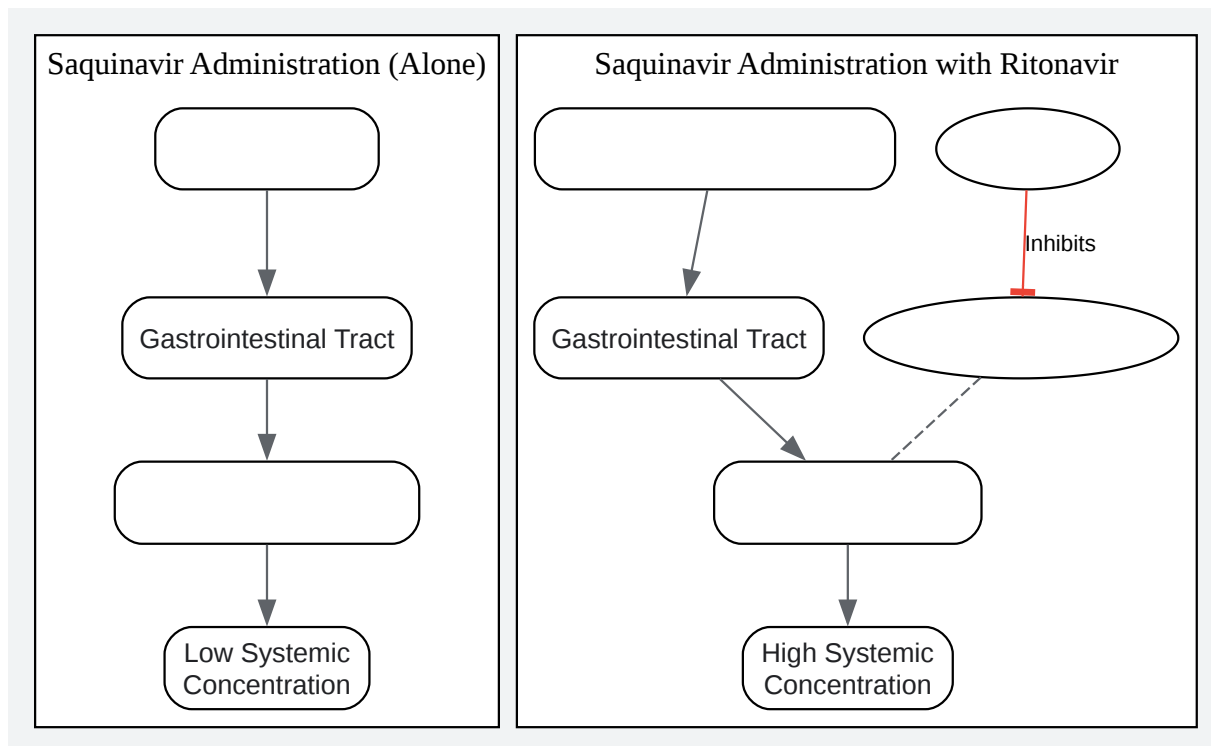 Saquinavir Administration (Alone)
Gastrointestinal Tract
Low Systemic
Concentration
Saquinavir Administration with Ritonavir
Inhibits
Gastrointestinal Tract
High Systemic
Concentration